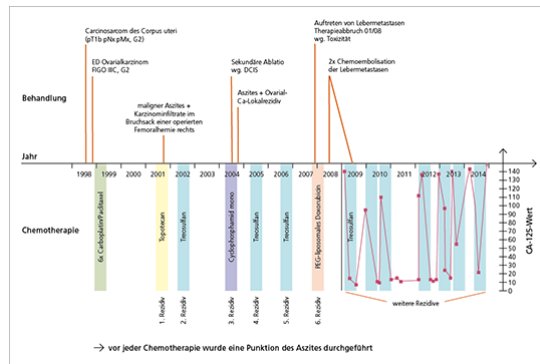 Carcinosarcom des Corpus uteri
(pT1b pNx pMx, G2)
ED Ovarialkarzinom
FIGO IIIC, G2
maligner Aszites +
Karzinominfiltrate im
Bruchsack einer operierten
Femoralhernie rechts
Sekundäre Ablatio
wg. DCIS
Aszites + Ovarial-
Ca-Lokalrezidiv
Auftreten von Lebermetastasen
Therapieabbruch 01/08
wg. Toxizität
2x Chemoembolisation
der Lebermetastasen
Behandlung
Jahr
1998 1999 2000 2001 2002 2003 2004 2005 2006 2007 2008 2009 2010 2011 2012 2013 2014
Chemotherapie
6x Carboplatin/Paclitaxel
Topotecan
Treosulfan
Cyclophosphamid mono
Treosulfan
Treosulfan
PEG-liposomales Doxorubicin
Treosulfan
140
130
120
110
100
90
80
70
60
50
40
30
20
10
0
CA-125-Wert
1. Rezidiv
2. Rezidiv
3. Rezidiv
4. Rezidiv
5. Rezidiv
6. Rezidiv
weitere Rezidive
→ vor jeder Chemotherapie wurde eine Punktion des Aszites durchgeführt